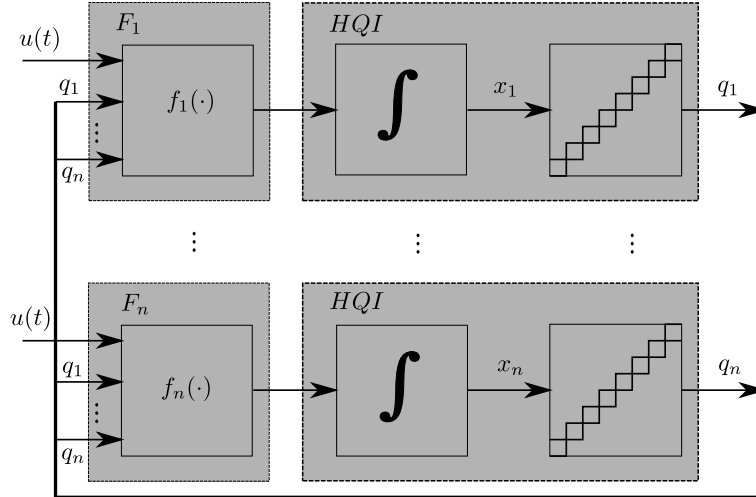 F₁
HQI
u(t)
q₁
f₁(·)
∫
x₁
q₁
⋮
qₙ
⋮
⋮
⋮
Fₙ
HQI
u(t)
q₁
fₙ(·)
∫
xₙ
qₙ
⋮
qₙ